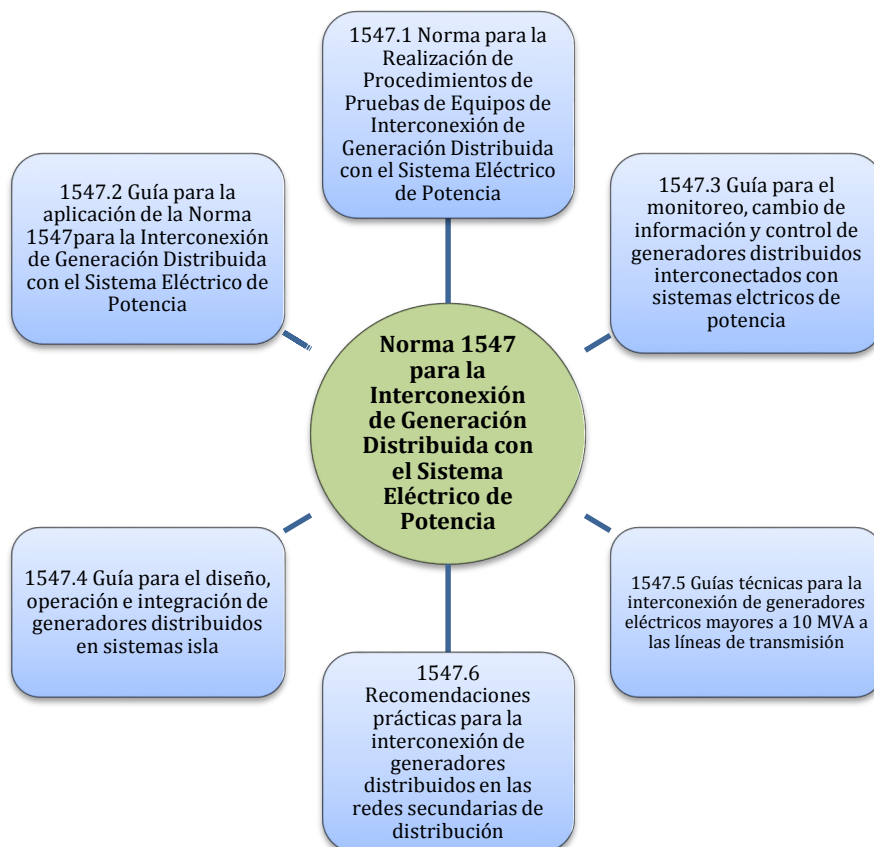 1547.1 Norma para la
Realización de
Procedimientos de
Pruebas de Equipos de
Interconexión de
Generación Distribuida
con el Sistema Eléctrico
de Potencia
1547.2 Guía para la
aplicación de la Norma
1547para la Interconexión
de Generación Distribuida
con el Sistema Eléctrico de
Potencia
1547.3 Guía para el
monitoreo, cambio de
información y control de
generadores distribuidos
interconectados con
sistemas elctricos de
potencia
Norma 1547
para la
Interconexión
de Generación
Distribuida con
el Sistema
Eléctrico de
Potencia
1547.4 Guía para el diseño,
operación e integración de
generadores distribuidos
en sistemas isla
1547.5 Guías técnicas para la
interconexión de generadores
eléctricos mayores a 10 MVA a
las líneas de transmisión
1547.6
Recomendaciones
prácticas para la
interconexión de
generadores
distribuidos en las
redes secundarias de
distribución